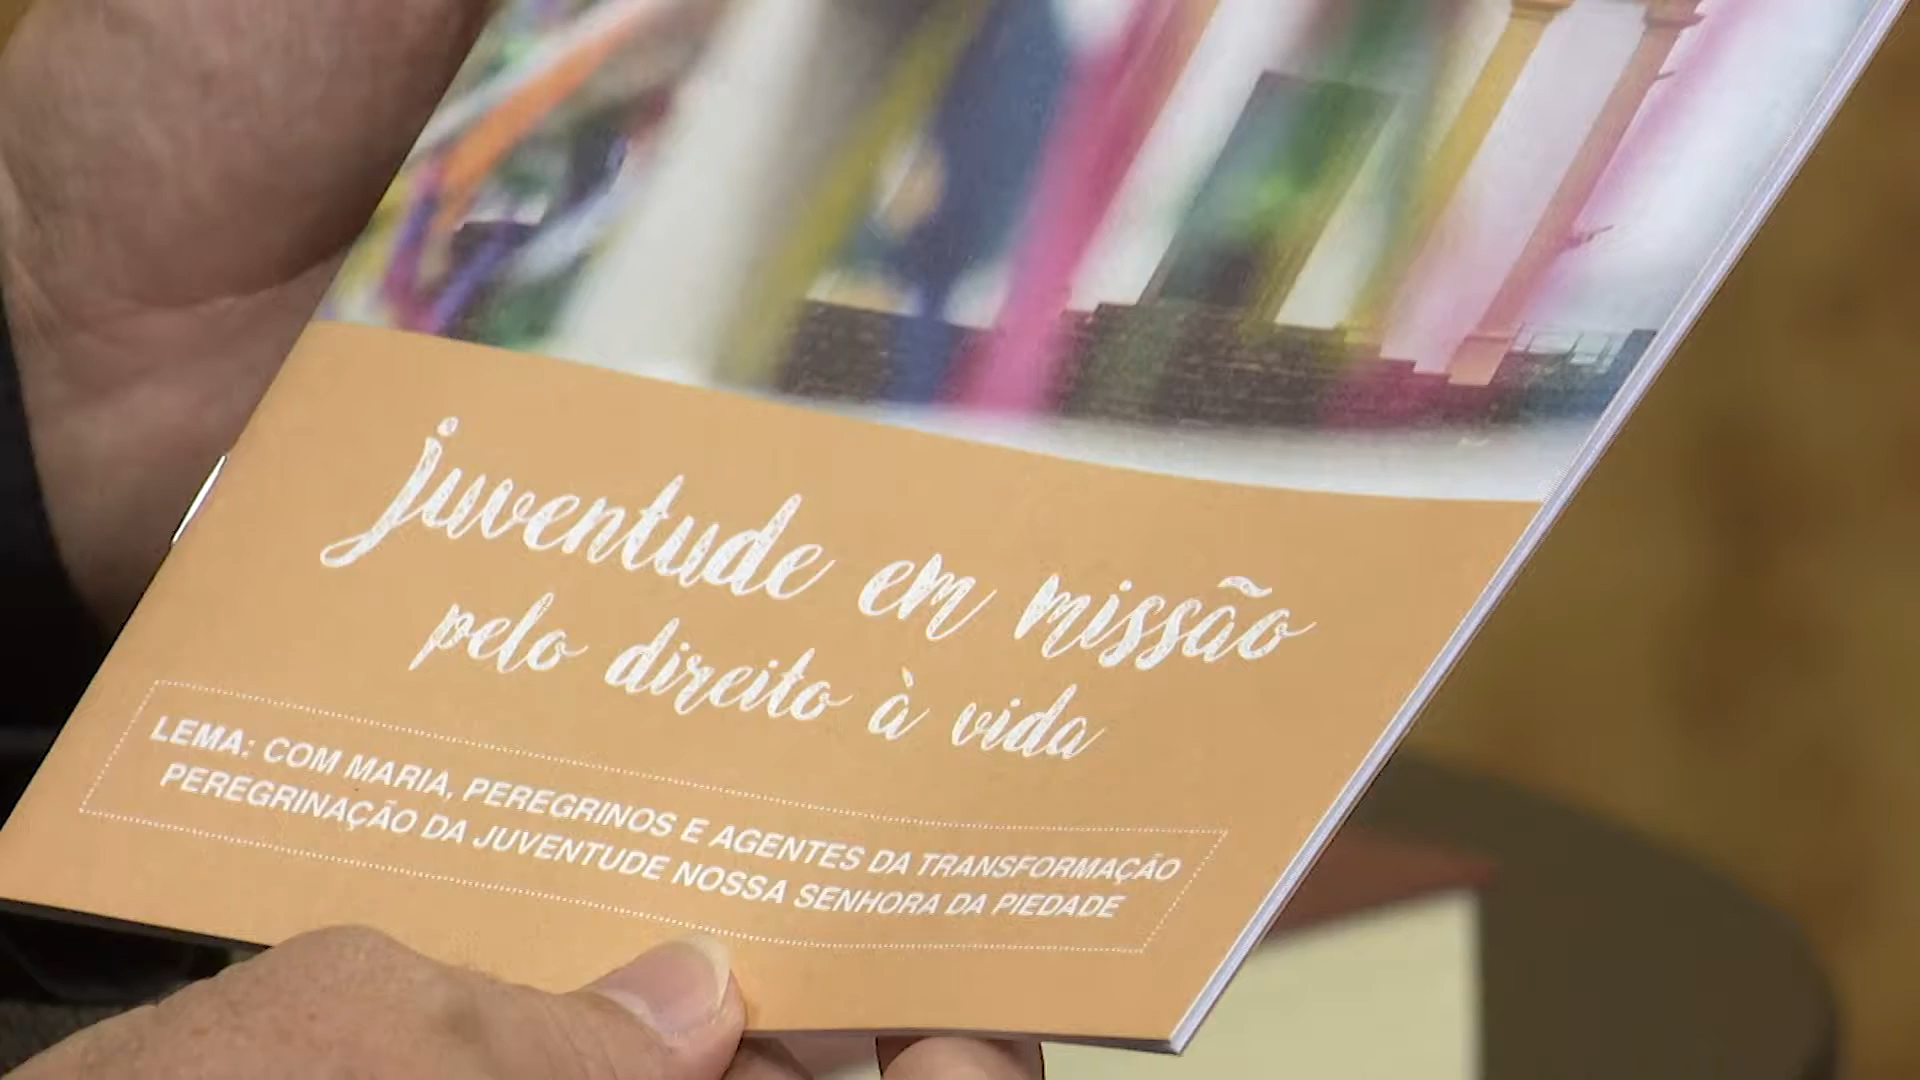 juventude em missão
pelo direito à vida
LEMA: COM MARIA, PEREGRINOS E AGENTES DA TRANSFORMAÇÃO
PEREGRINAÇÃO DA JUVENTUDE NOSSA SENHORA DA PIEDADE